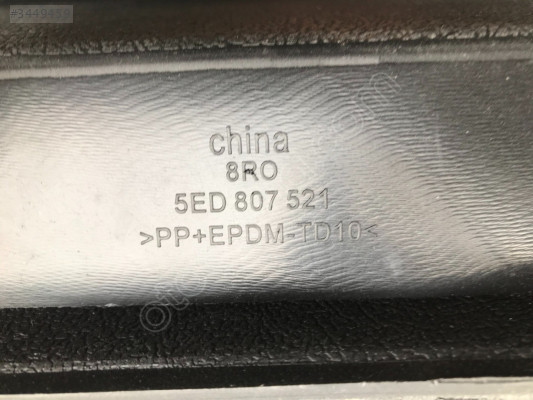 china
8RO
5ED 807 521
>PP+EPDM-TD10<